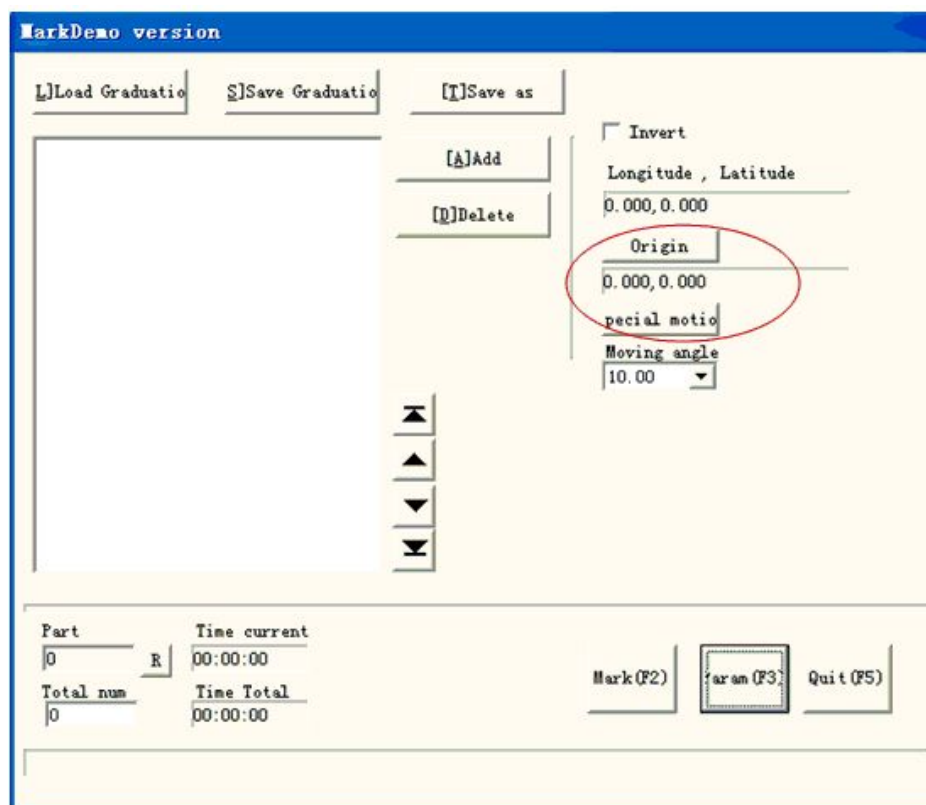 MarkDemo version
L]Load Graduatio
S]Save Graduatio
[T]Save as
[A]Add
[D]Delete
Invert
Longitude , Latitude
0.000,0.000
Origin
0.000,0.000
pecial motio
Moving angle
10.00
Part
0
R
Time current
00:00:00
Total num
0
Time Total
00:00:00
Mark(F2)
aram(F3)
Quit(F5)